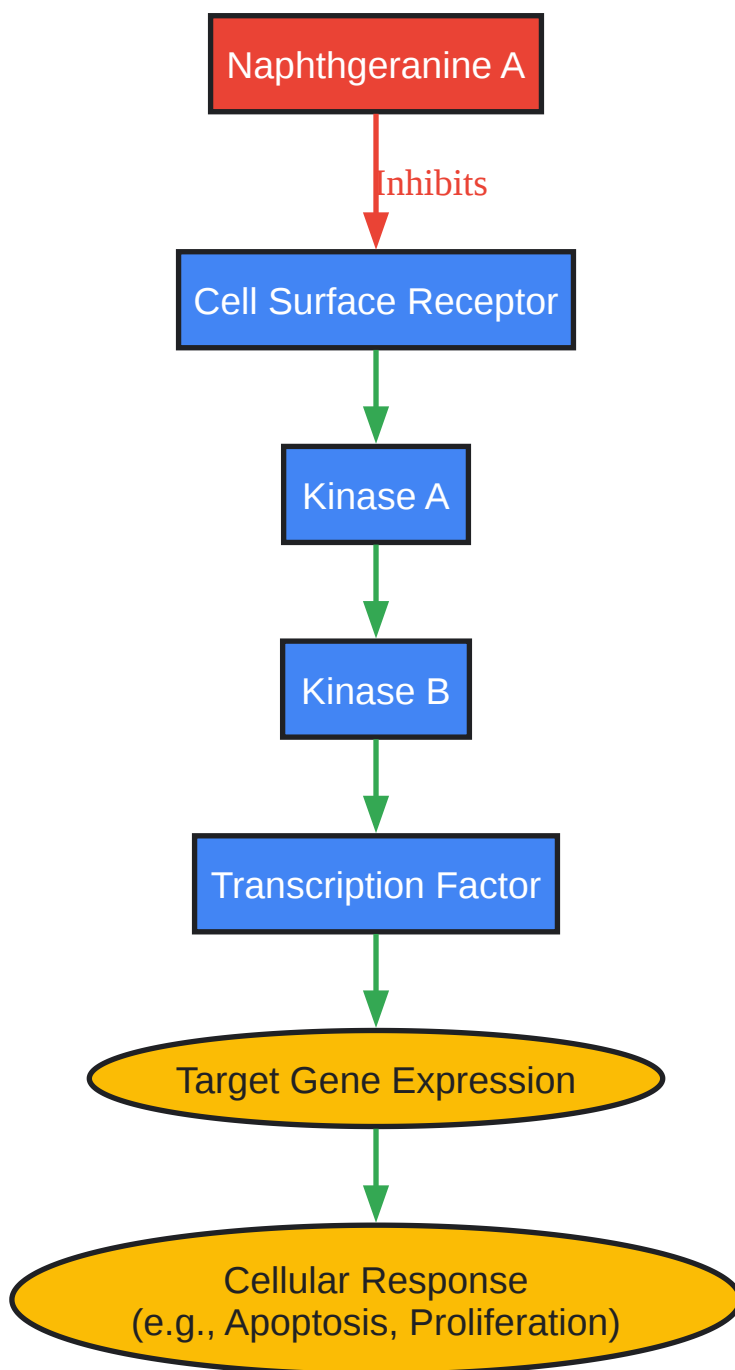 Naphthgeranine A
Inhibits
Cell Surface Receptor
Kinase A
Kinase B
Transcription Factor
Target Gene Expression
Cellular Response
(e.g., Apoptosis, Proliferation)